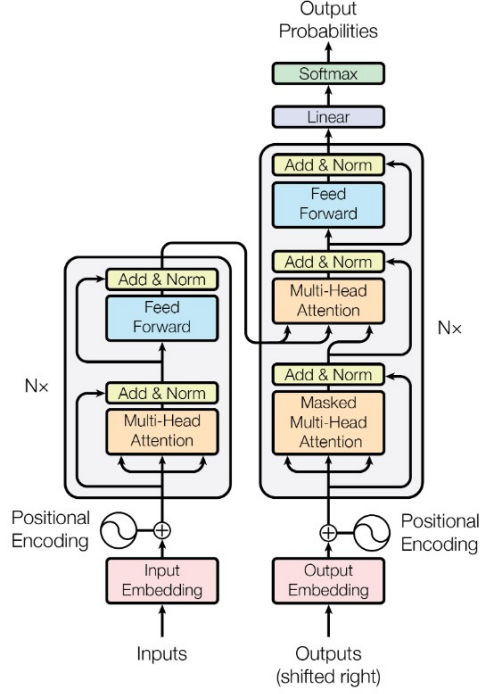 Output
Probabilities
Softmax
Linear
Add & Norm
Feed
Forward
Add & Norm
Multi-Head
Attention
Add & Norm
Masked
Multi-Head
Attention
Nx
Add & Norm
Feed
Forward
Add & Norm
Multi-Head
Attention
Nx
Positional
Encoding
Positional
Encoding
Input
Embedding
Output
Embedding
Inputs
Outputs
(shifted right)